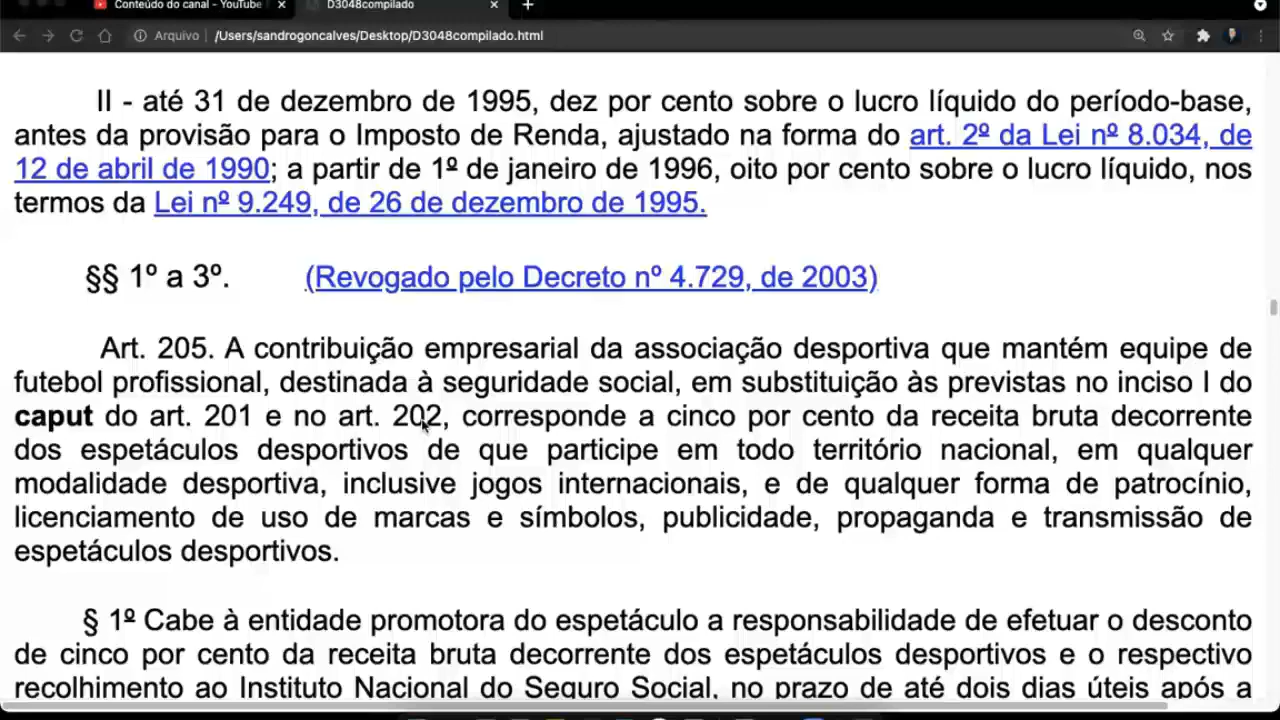 Conteúdo do canal - YouTube
D3048compilado
Arquivo
/Users/sandrogoncalves/Desktop/D3048compilado.html
II - até 31 de dezembro de 1995, dez por cento sobre o lucro líquido do período-base,
antes da provisão para o Imposto de Renda, ajustado na forma do art. 2º da Lei nº 8.034, de
12 de abril de 1990; a partir de 1º de janeiro de 1996, oito por cento sobre o lucro líquido, nos
termos da Lei nº 9.249, de 26 de dezembro de 1995.
§§ 1º a 3º. (Revogado pelo Decreto nº 4.729, de 2003)
Art. 205. A contribuição empresarial da associação desportiva que mantém equipe de
futebol profissional, destinada à seguridade social, em substituição às previstas no inciso I do
caput do art. 201 e no art. 202, corresponde a cinco por cento da receita bruta decorrente
dos espetáculos desportivos de que participe em todo território nacional, em qualquer
modalidade desportiva, inclusive jogos internacionais, e de qualquer forma de patrocínio,
licenciamento de uso de marcas e símbolos, publicidade, propaganda e transmissão de
espetáculos desportivos.
§ 1º Cabe à entidade promotora do espetáculo a responsabilidade de efetuar o desconto
de cinco por cento da receita bruta decorrente dos espetáculos desportivos e o respectivo
recolhimento ao Instituto Nacional do Seguro Social, no prazo de até dois dias úteis após a